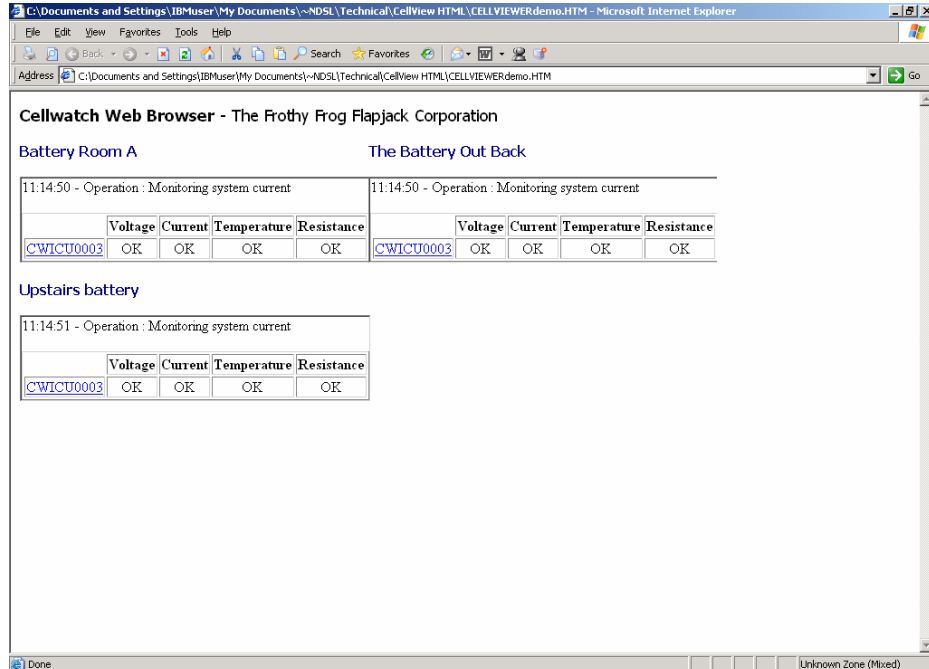 C:\Documents and Settings\IBMuser\My Documents\~NDSL\Technical\CellView HTML\CELLVIEWERdemo.HTM - Microsoft Internet Explorer
File Edit View Favorites Tools Help
Back Search Favorites
Address C:\Documents and Settings\IBMuser\My Documents\~NDSL\Technical\CellView HTML\CELLVIEWERdemo.HTM Go
Cellwatch Web Browser - The Frothy Frog Flapjack Corporation
Battery Room A
11:14:50 - Operation : Monitoring system current
Voltage Current Temperature Resistance
CWICU0003 OK OK OK OK
The Battery Out Back
11:14:50 - Operation : Monitoring system current
Voltage Current Temperature Resistance
CWICU0003 OK OK OK OK
Upstairs battery
11:14:51 - Operation : Monitoring system current
Voltage Current Temperature Resistance
CWICU0003 OK OK OK OK
Done Unknown Zone (Mixed)